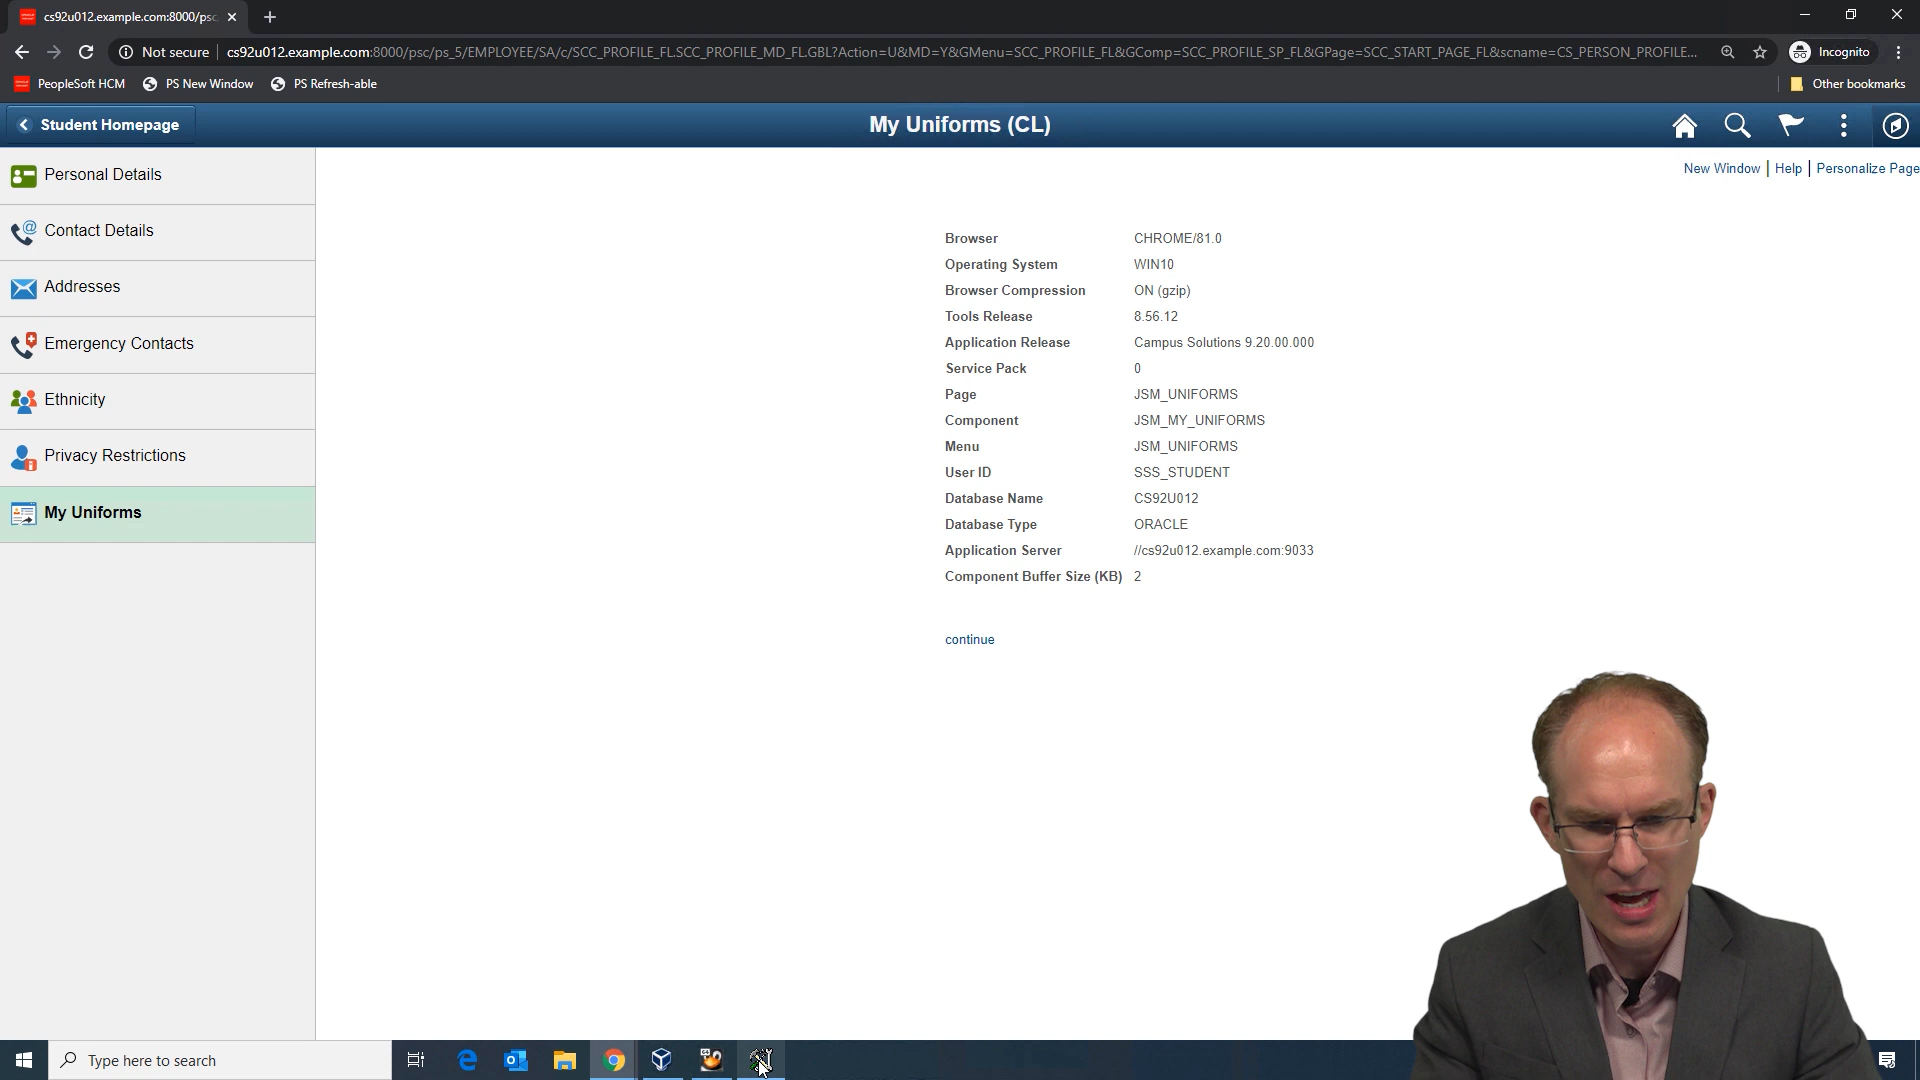 cs92u012.example.com:8000/psc
Not secure
cs92u012.example.com:8000/psc/ps_5/EMPLOYEE/SA/c/SCC_PROFILE_FL.SCC_PROFILE_MD_FL.GBL?Action=U&MD=Y&GMenu=SCC_PROFILE_FL&GComp=SCC_PROFILE_SP_FL&GPage=SCC_START_PAGE_FL&scname=CS_PERSON_PROFILE...
Incognito
PeopleSoft HCM
PS New Window
PS Refresh-able
Other bookmarks
Student Homepage
My Uniforms (CL)
New Window | Help | Personalize Page
Personal Details
Contact Details
Addresses
Emergency Contacts
Ethnicity
Privacy Restrictions
My Uniforms
Browser CHROME/81.0
Operating System WIN10
Browser Compression ON (gzip)
Tools Release 8.56.12
Application Release Campus Solutions 9.20.00.000
Service Pack 0
Page JSM_UNIFORMS
Component JSM_MY_UNIFORMS
Menu JSM_UNIFORMS
User ID SSS_STUDENT
Database Name CS92U012
Database Type ORACLE
Application Server //cs92u012.example.com:9033
Component Buffer Size (KB) 2
continue
Type here to search